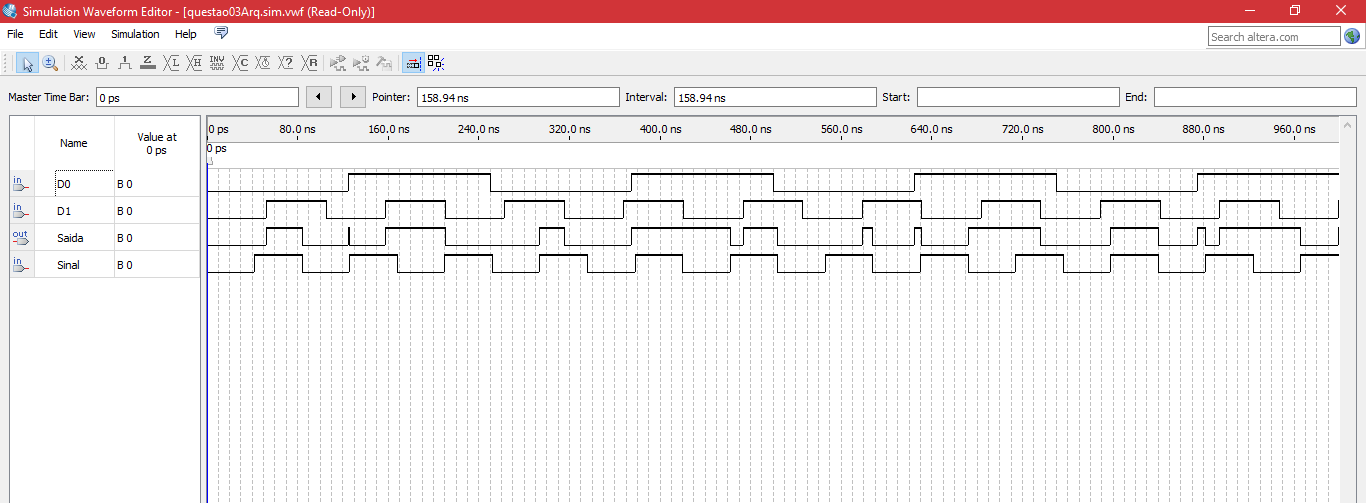 Simulation Waveform Editor - [questao03Arq.sim.vwf (Read-Only)]
File Edit View Simulation Help
Search altera.com
Master Time Bar: 0 ps Pointer: 158.94 ns Interval: 158.94 ns Start: End:
Name Value at 0 ps
0 ps 80.0 ns 160.0 ns 240.0 ns 320.0 ns 400.0 ns 480.0 ns 560.0 ns 640.0 ns 720.0 ns 800.0 ns 880.0 ns 960.0 ns
0 ps
in D0 B 0
in D1 B 0
out Saida B 0
in Sinal B 0